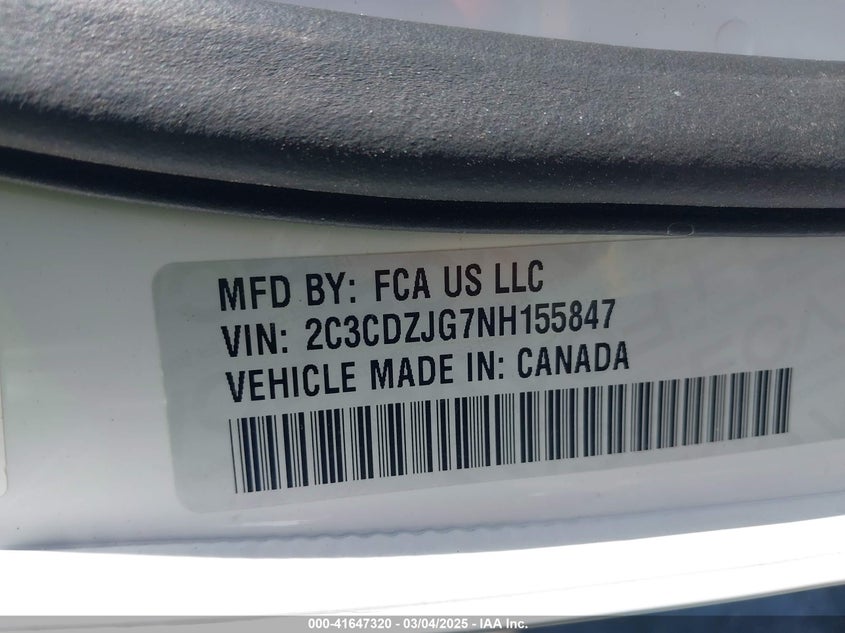 MFD BY: FCA US LLC
VIN: 2C3CDZJG7NH155847
VEHICLE MADE IN: CANADA
000-41647320 - 03/04/2025 - IAA Inc.